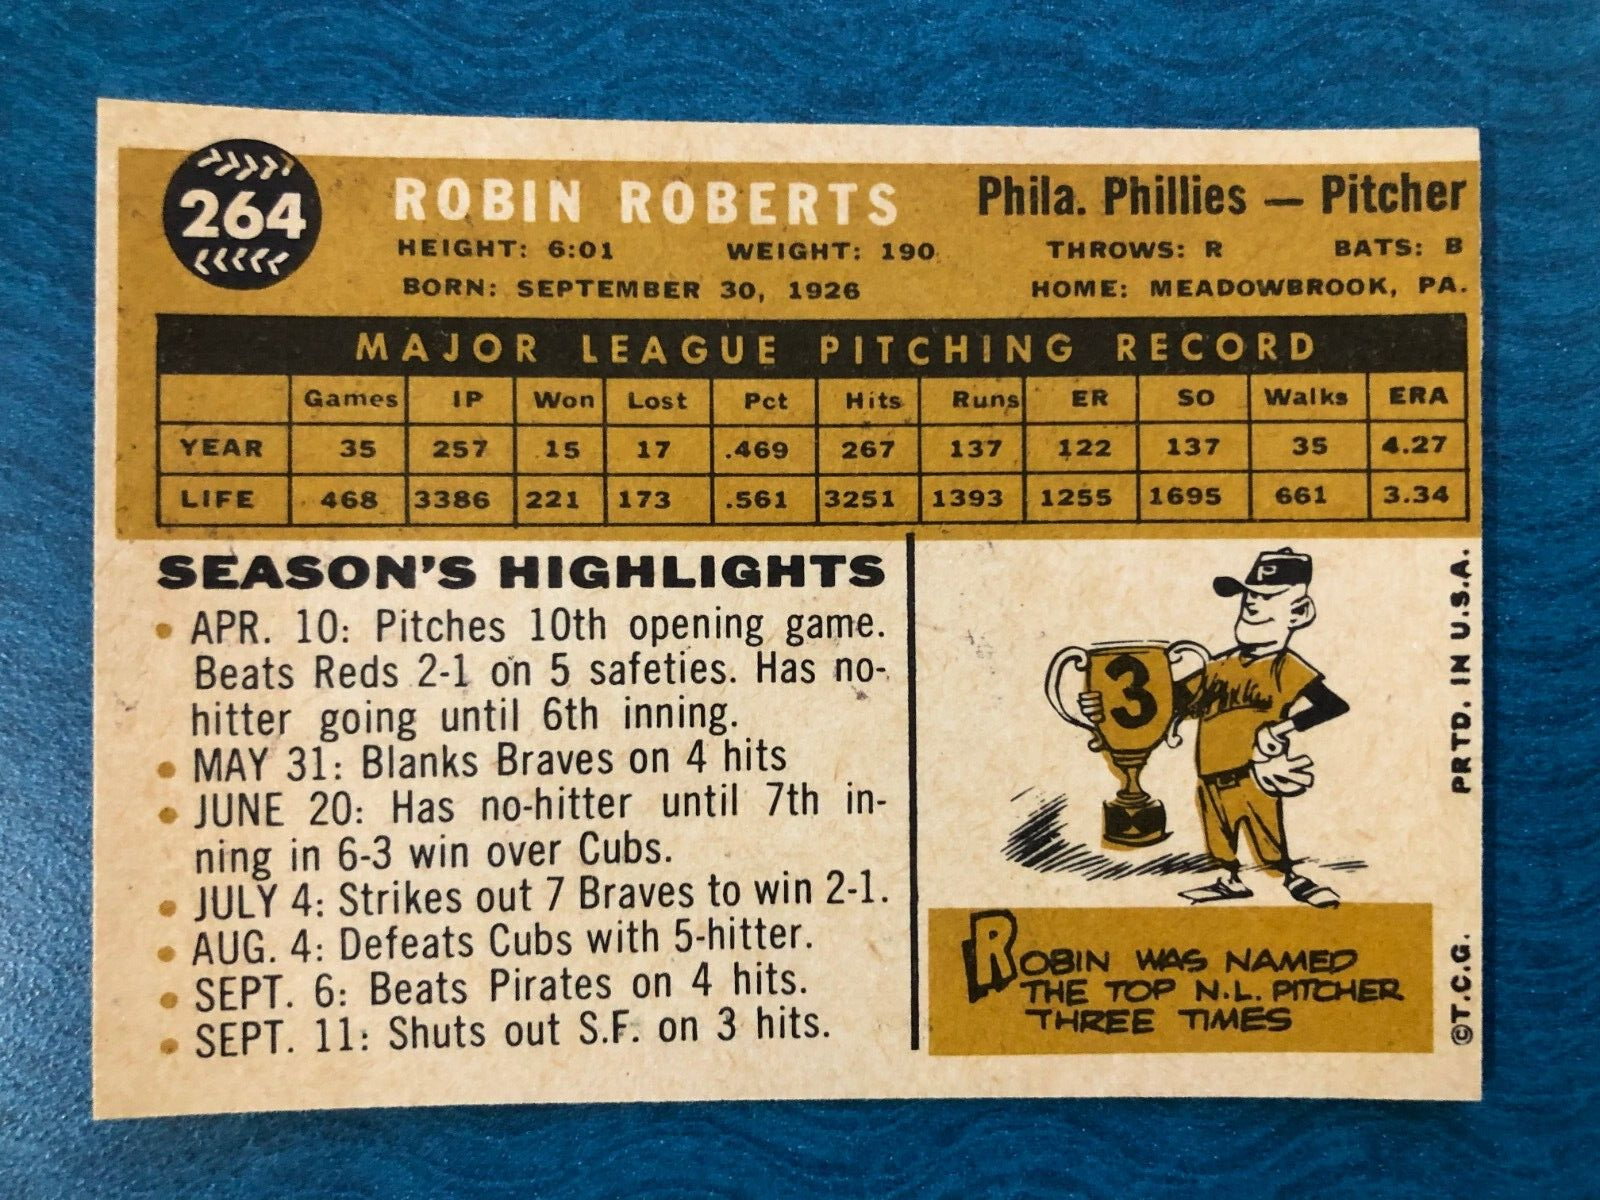 264
ROBIN ROBERTS
Phila. Phillies — Pitcher
HEIGHT: 6:01 WEIGHT: 190 THROWS: R BATS: B
BORN: SEPTEMBER 30, 1926 HOME: MEADOWBROOK, PA.
MAJOR LEAGUE PITCHING RECORD
Games IP Won Lost Pct Hits Runs ER SO Walks ERA
YEAR 35 257 15 17 .469 267 137 122 137 35 4.27
LIFE 468 3386 221 173 .561 3251 1393 1255 1695 661 3.34
SEASON'S HIGHLIGHTS
• APR. 10: Pitches 10th opening game.
Beats Reds 2-1 on 5 safeties. Has no-
hitter going until 6th inning.
• MAY 31: Blanks Braves on 4 hits
• JUNE 20: Has no-hitter until 7th in-
ning in 6-3 win over Cubs.
• JULY 4: Strikes out 7 Braves to win 2-1.
• AUG. 4: Defeats Cubs with 5-hitter.
• SEPT. 6: Beats Pirates on 4 hits.
• SEPT. 11: Shuts out S.F. on 3 hits.
P
3
ROBIN WAS NAMED
THE TOP N.L. PITCHER
THREE TIMES
©T.C.G. PRTD. IN U.S.A.